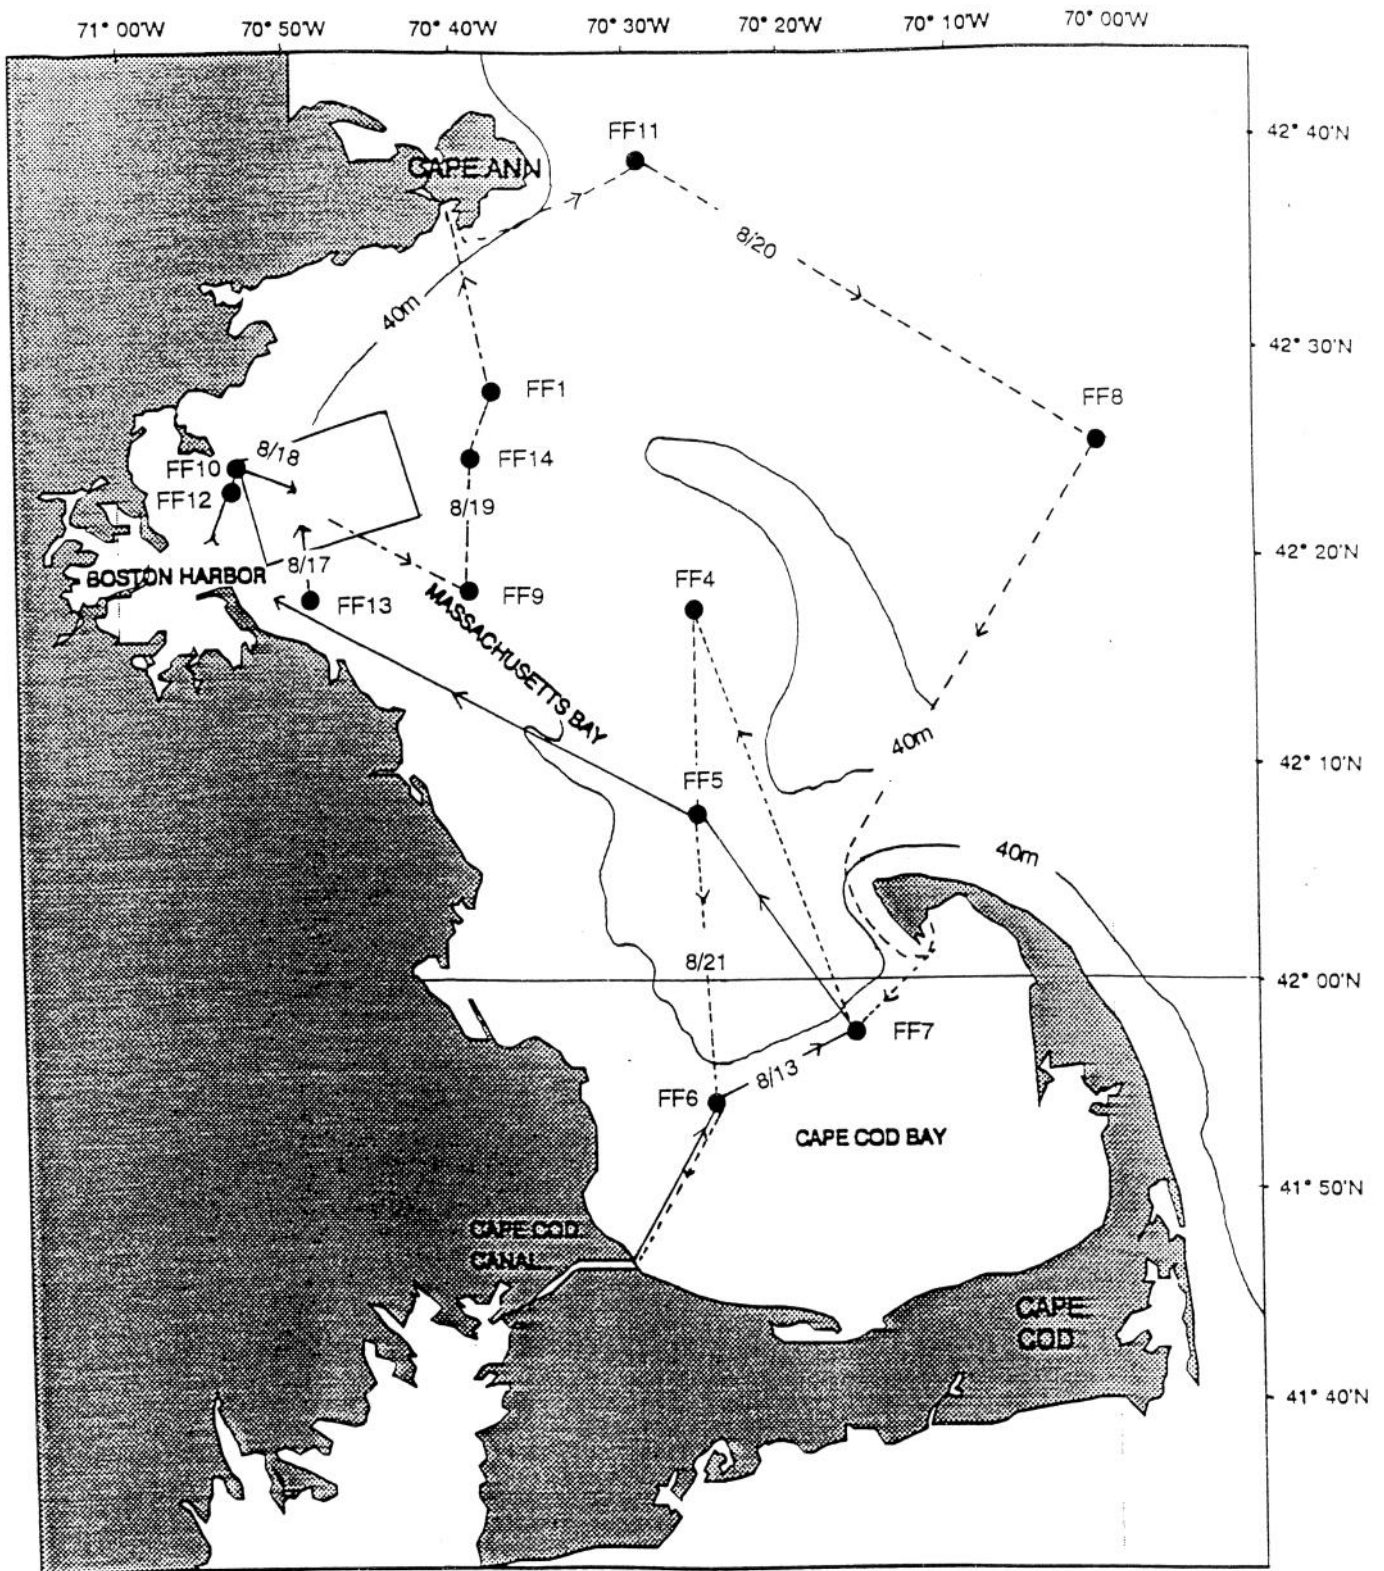 71° 00'W 70° 50'W 70° 40'W 70° 30'W 70° 20'W 70° 10'W 70° 00'W
FF11
42° 40'N
CAPE ANN
8/20
40m
42° 30'N
FF1
FF8
8/18
FF10
FF14
FF12
8/19
42° 20'N
8/17
BOSTON HARBOR
FF13
FF9
FF4
MASSACHUSETTS BAY
40m
42° 10'N
FF5
40m
8/21
42° 00'N
FF7
8/13
FF6
CAPE COD BAY
41° 50'N
CAPE COD
CANAL
CAPE
COD
41° 40'N